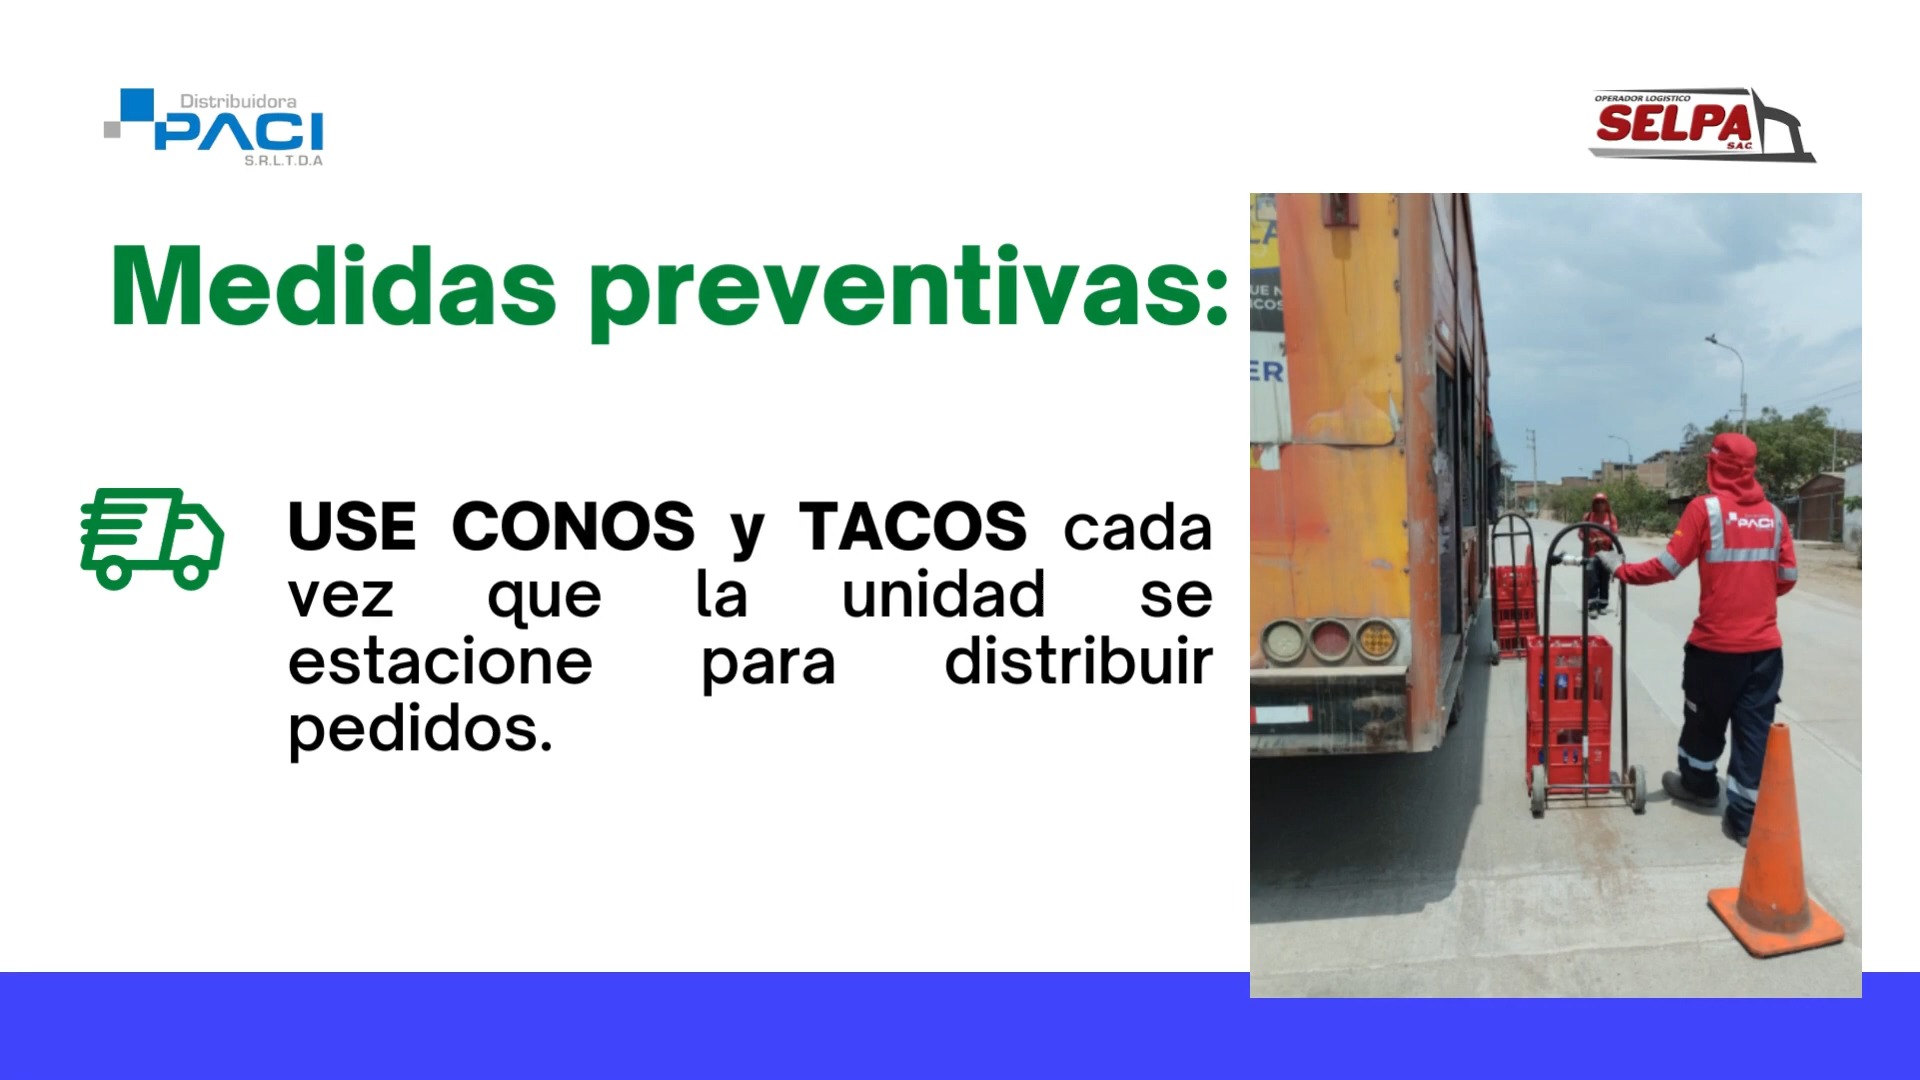 Distribuidora
PACI
S.R.L.T.D.A
OPERADOR LOGISTICO
SELPA
S.A.C.
Medidas preventivas:
USE CONOS y TACOS cada
vez que la unidad se
estacione para distribuir
pedidos.
PACI